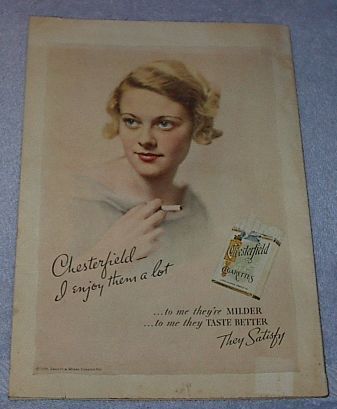 Chesterfield—
I enjoy them a lot
Chesterfield
CIGARETTES
...to me they're MILDER
...to me they TASTE BETTER
They Satisfy